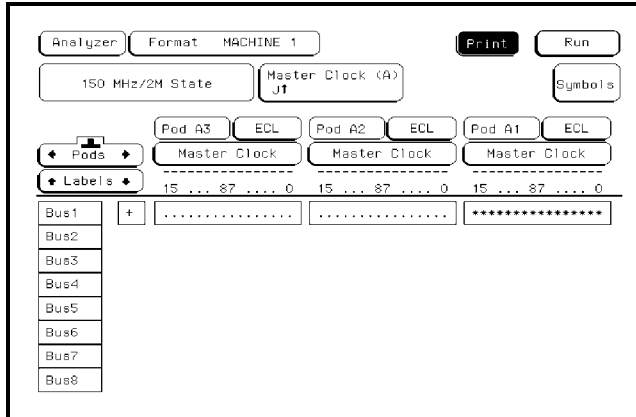 Analyzer Format MACHINE 1 Print Run
150 MHz/2M State Master Clock (A) J↑ Symbols
Pod A3 ECL Pod A2 ECL Pod A1 ECL
← Pods → Master Clock Master Clock Master Clock
↑ Labels ↓ 15 ... 87 .... 0 15 ... 87 .... 0 15 ... 87 .... 0
Bus1 + ............... ............... ****************
Bus2
Bus3
Bus4
Bus5
Bus6
Bus7
Bus8